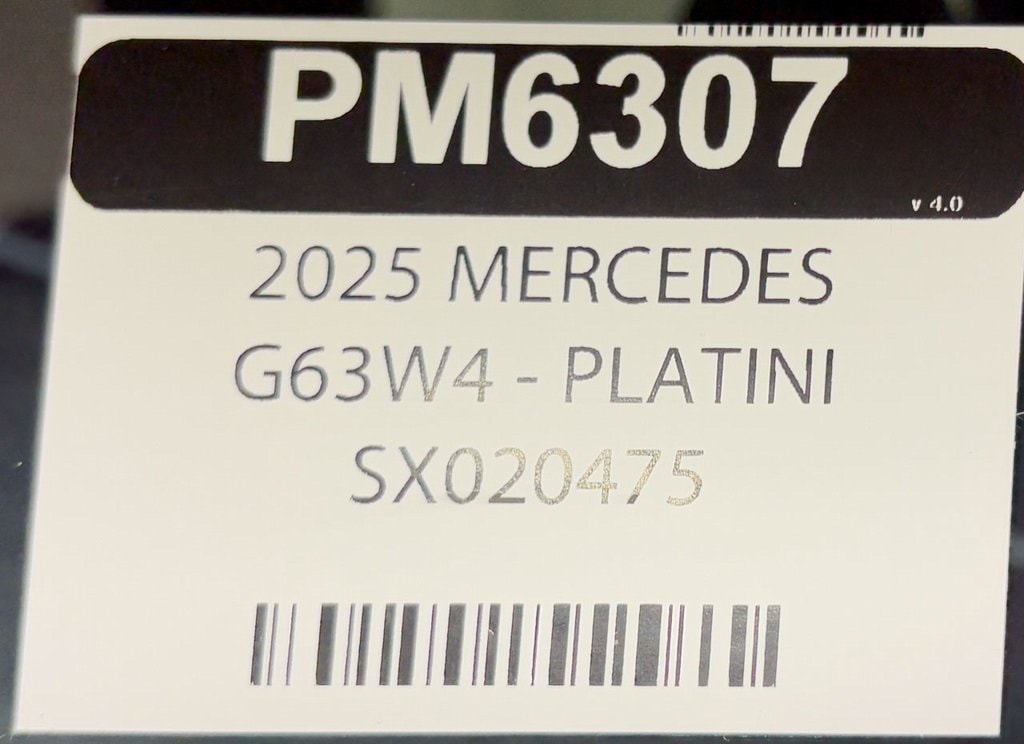 PM6307
v 4.0
2025 MERCEDES
G63W4 - PLATINI
SX020475